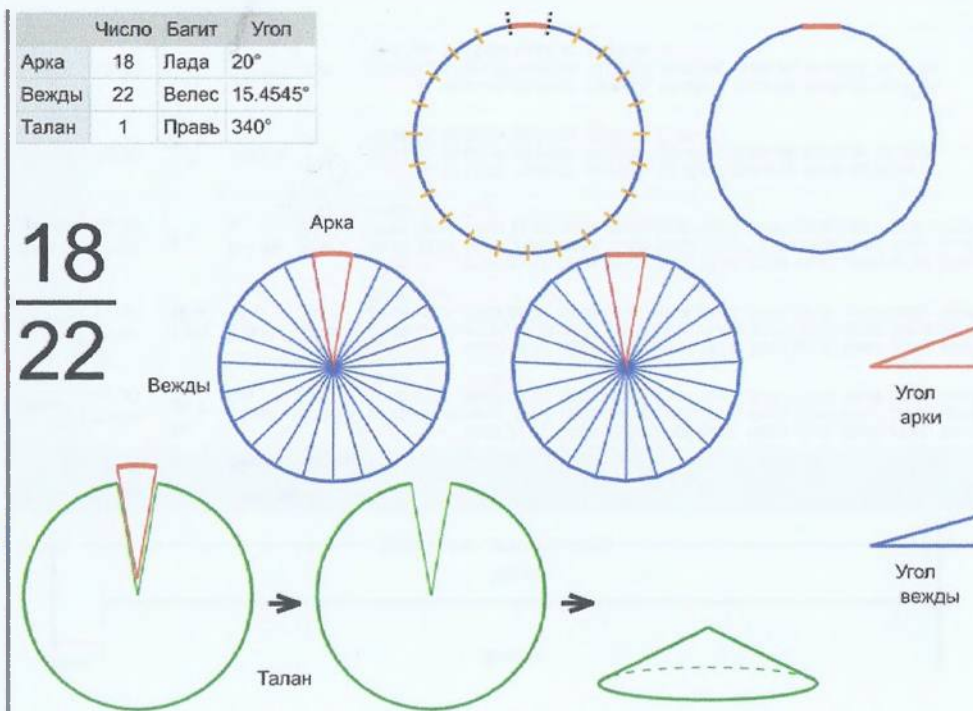 Число Багит Угол
Арка 18 Лада 20°
Вежды 22 Велес 15.4545°
Талан 1 Правь 340°
18
22
Арка
Вежды
Угол
арки
Угол
вежды
Талан